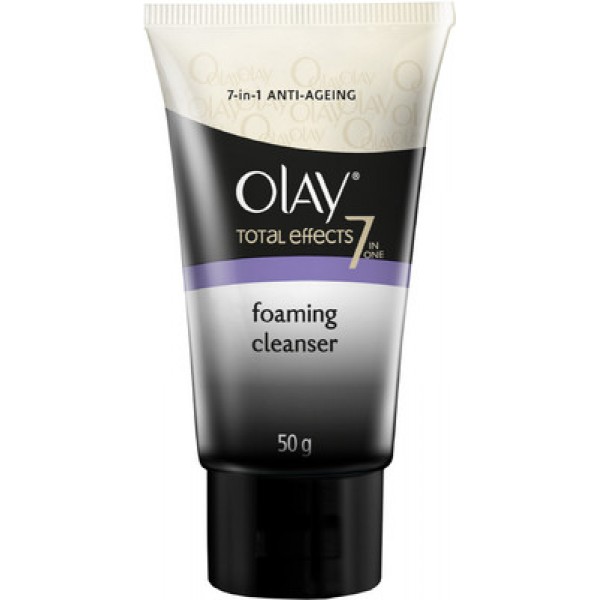 7-in-1 ANTI-AGEING
OLAY®
TOTAL effects 7 IN ONE
foaming
cleanser
50 g